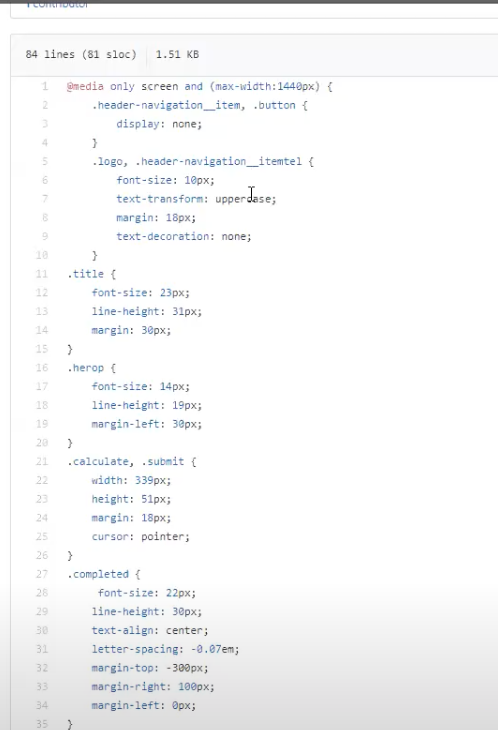 contributor
84 lines (81 sloc) 1.51 KB
1 @media only screen and (max-width:1440px) {
2 .header-navigation__item, .button {
3 display: none;
4 }
5 .logo, .header-navigation__itemtel {
6 font-size: 10px;
7 text-transform: uppercase;
8 margin: 18px;
9 text-decoration: none;
10 }
11 .title {
12 font-size: 23px;
13 line-height: 31px;
14 margin: 30px;
15 }
16 .herop {
17 font-size: 14px;
18 line-height: 19px;
19 margin-left: 30px;
20 }
21 .calculate, .submit {
22 width: 339px;
23 height: 51px;
24 margin: 18px;
25 cursor: pointer;
26 }
27 .completed {
28 font-size: 22px;
29 line-height: 30px;
30 text-align: center;
31 letter-spacing: -0.07em;
32 margin-top: -300px;
33 margin-right: 100px;
34 margin-left: 0px;
35 }